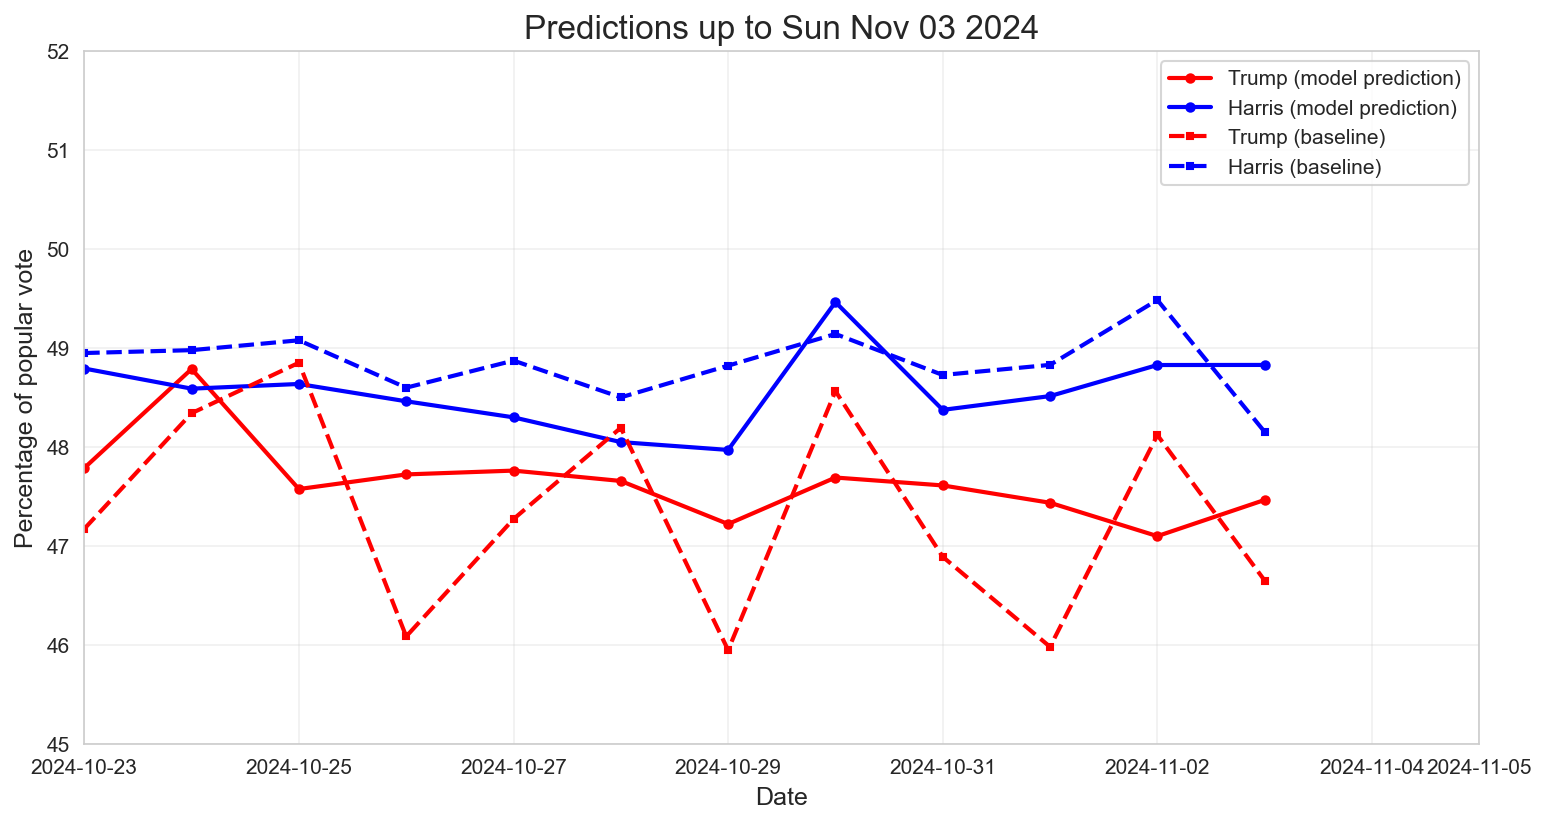 Predictions up to Sun Nov 03 2024
Trump (model prediction)
Harris (model prediction)
Trump (baseline)
Harris (baseline)
Percentage of popular vote
52
51
50
49
48
47
46
45
2024-10-23
2024-10-25
2024-10-27
2024-10-29
2024-10-31
2024-11-02
2024-11-04
2024-11-05
Date